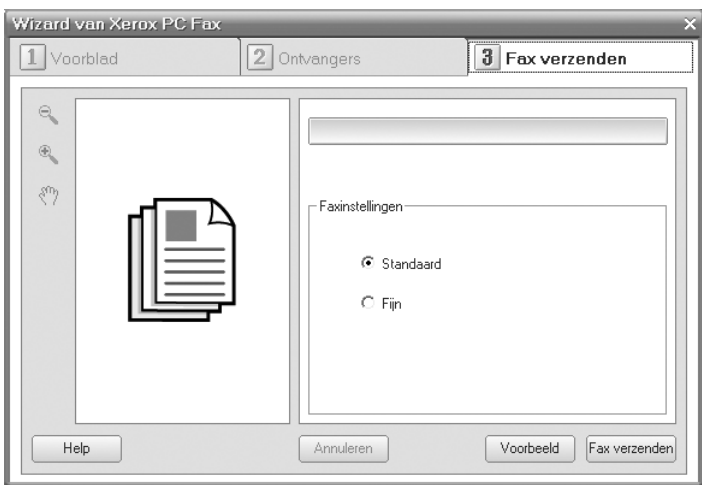 Wizard van Xerox PC Fax
1 Voorblad
2 Ontvangers
3 Fax verzenden
Faxinstellingen
Standaard
Fijn
Help
Annuleren
Voorbeeld
Fax verzenden